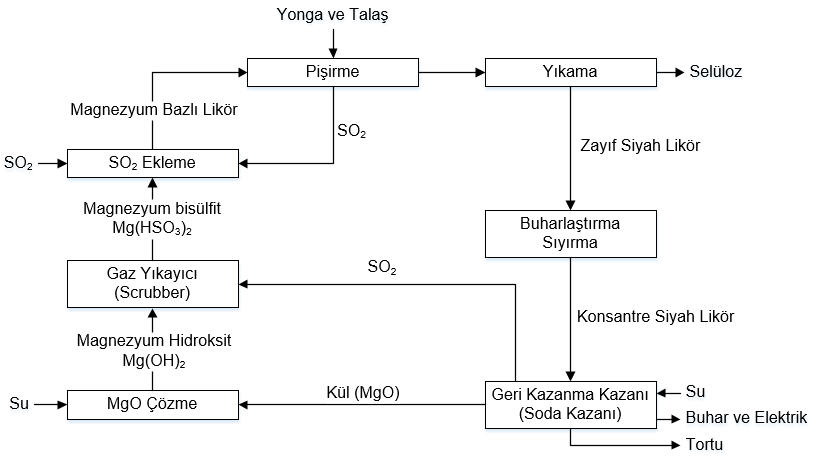 Yonga ve Talaş
Pişirme
Yıkama
Selüloz
Magnezyum Bazlı Likör
SO₂
Zayıf Siyah Likör
SO₂
SO₂ Ekleme
Magnezyum bisülfit
Mg(HSO₃)₂
Buharlaştırma
Sıyırma
Gaz Yıkayıcı
(Scrubber)
SO₂
Konsantre Siyah Likör
Magnezyum Hidroksit
Mg(OH)₂
Su
MgO Çözme
Kül (MgO)
Geri Kazanma Kazanı
(Soda Kazanı)
Su
Buhar ve Elektrik
Tortu